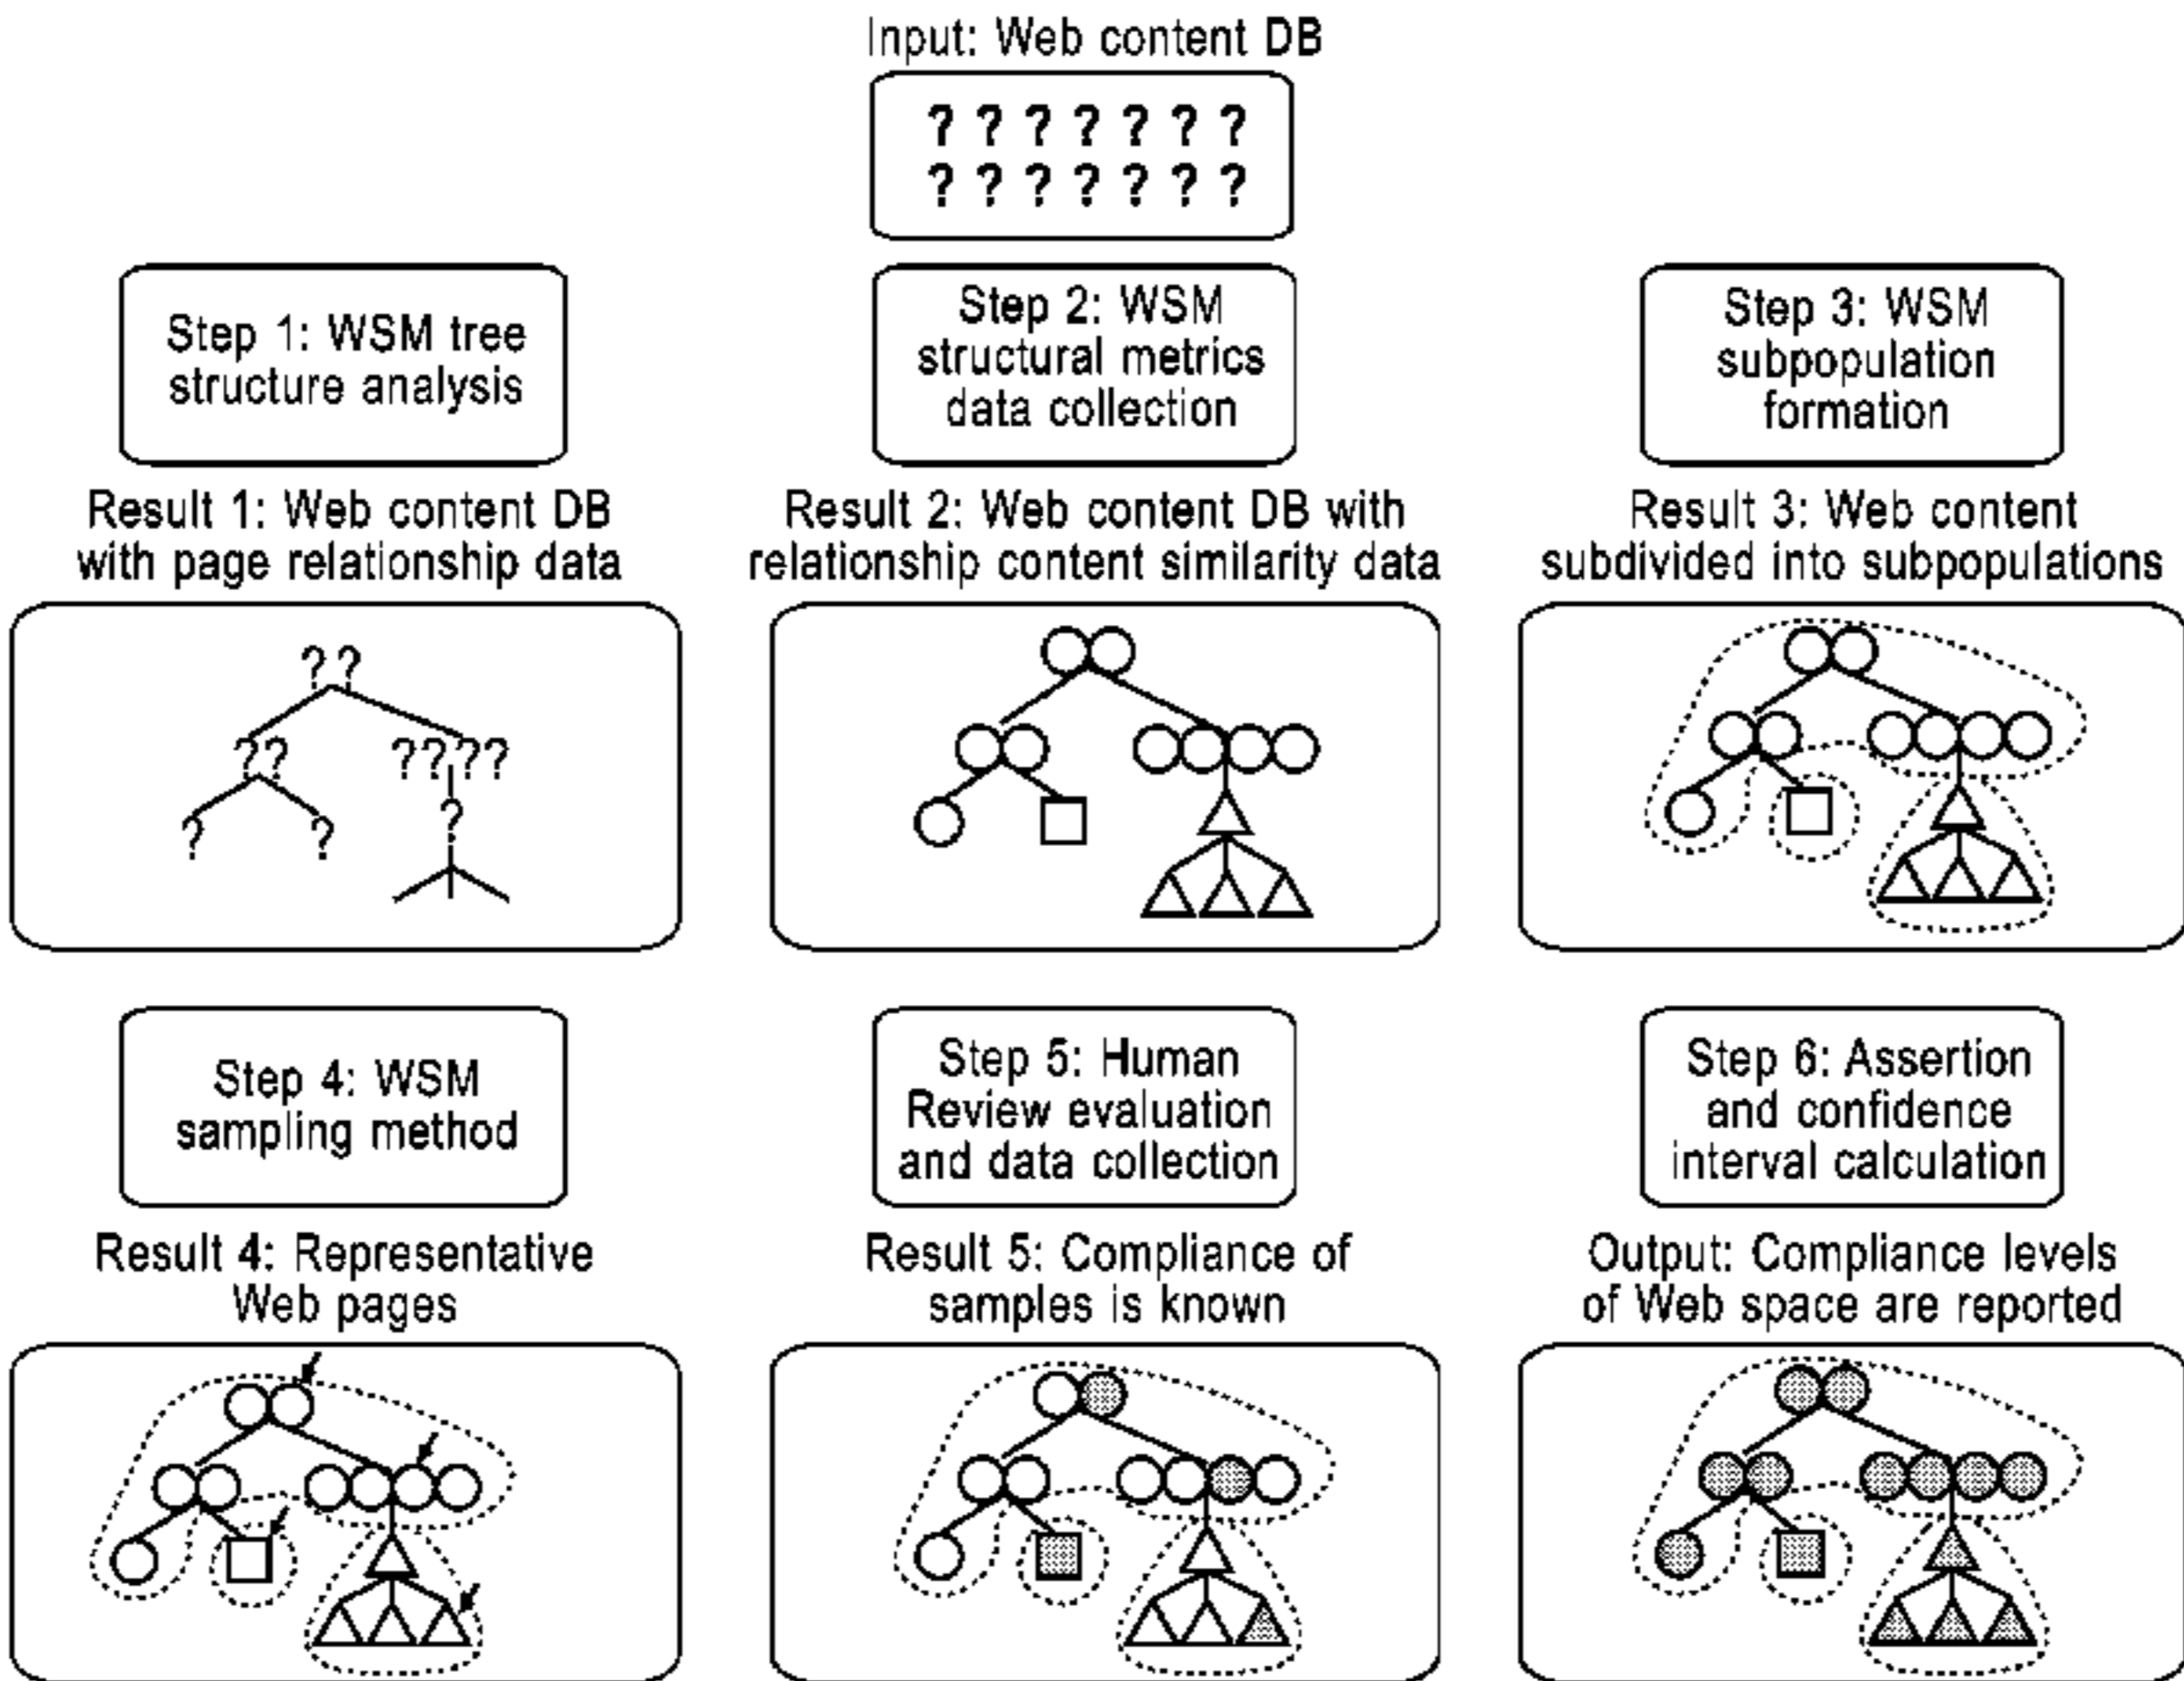 Input: Web content DB
? ? ? ? ? ? ?
? ? ? ? ? ? ?
Step 1: WSM tree
structure analysis
Step 2: WSM
structural metrics
data collection
Step 3: WSM
subpopulation
formation
Result 1: Web content DB
with page relationship data
Result 2: Web content DB with
relationship content similarity data
Result 3: Web content
subdivided into subpopulations
??
?? ????
?
? ?
Step 4: WSM
sampling method
Step 5: Human
Review evaluation
and data collection
Step 6: Assertion
and confidence
interval calculation
Result 4: Representative
Web pages
Result 5: Compliance of
samples is known
Output: Compliance levels
of Web space are reported